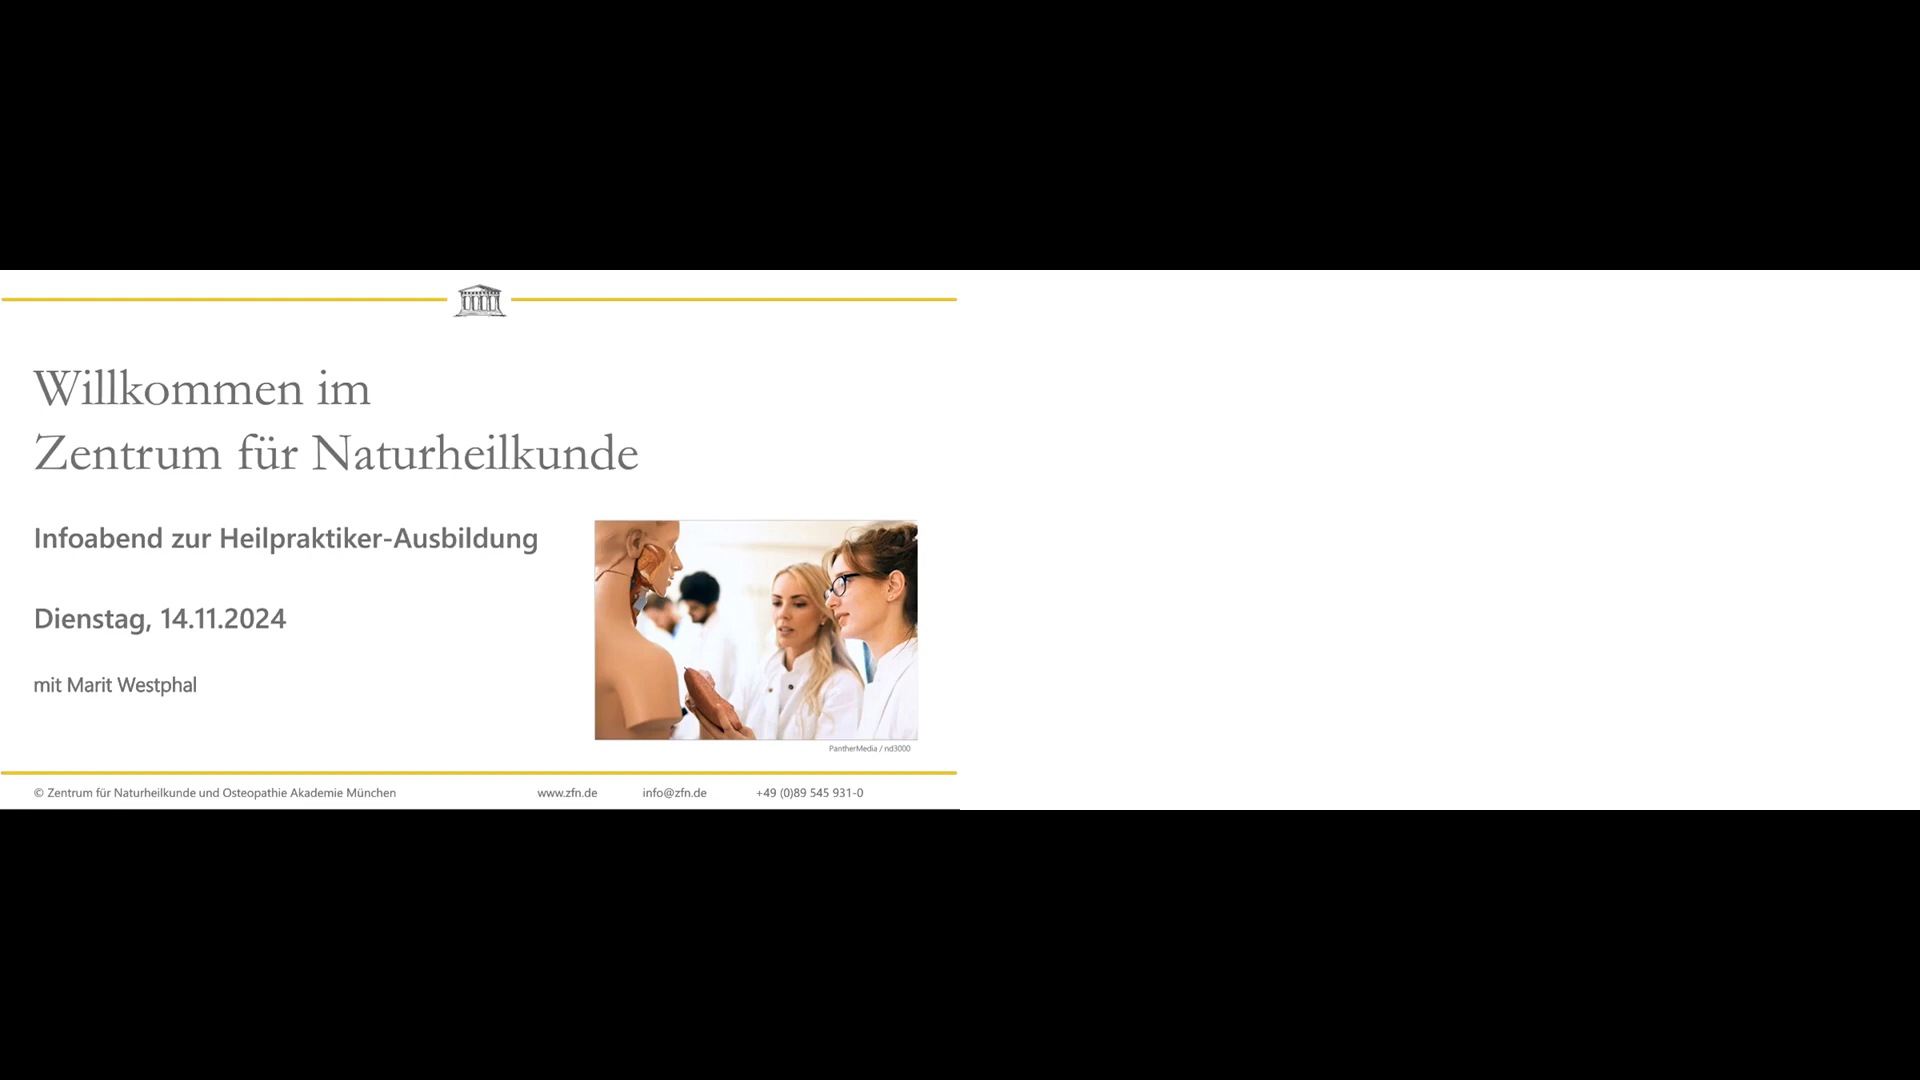 Willkommen im
Zentrum für Naturheilkunde
Infoabend zur Heilpraktiker-Ausbildung
Dienstag, 14.11.2024
mit Marit Westphal
PantherMedia / nd3000
© Zentrum für Naturheilkunde und Osteopathie Akademie München www.zfn.de info@zfn.de +49 (0)89 545 931-0